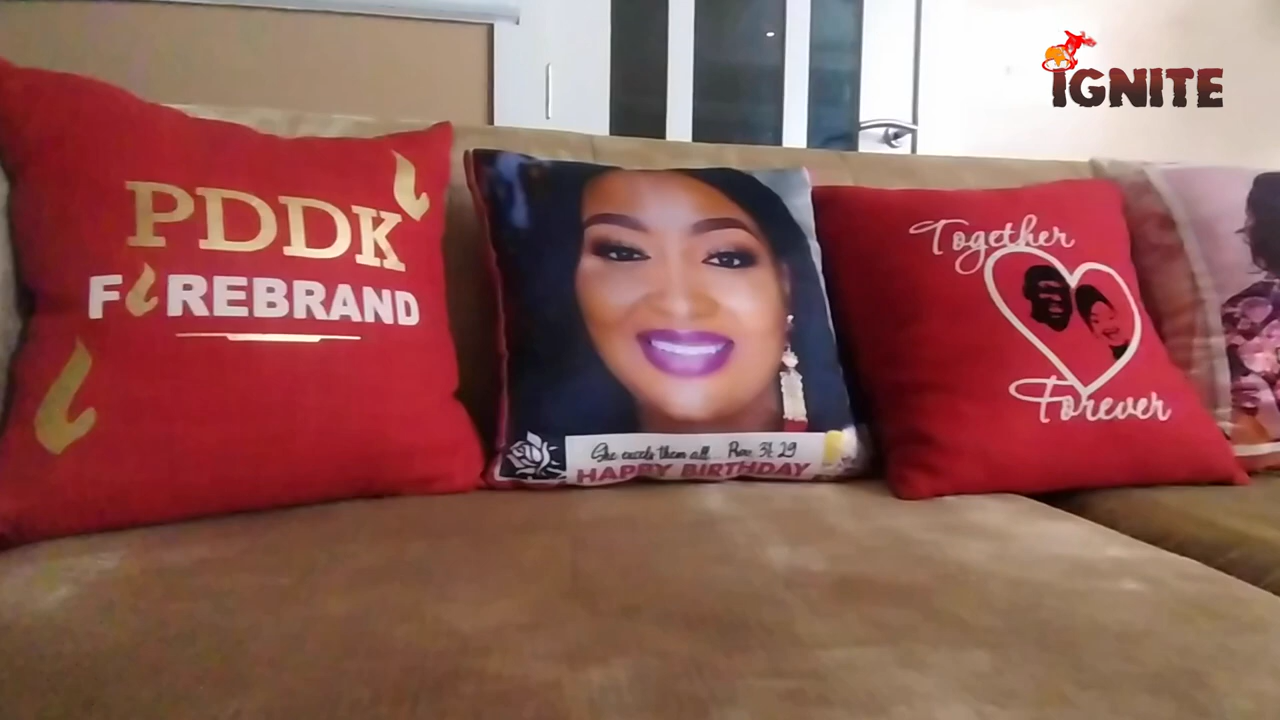 IGNITE
PDDK
FIREBRAND
She excels them all... Prov. 31:29
HAPPY BIRTHDAY
Together
Forever